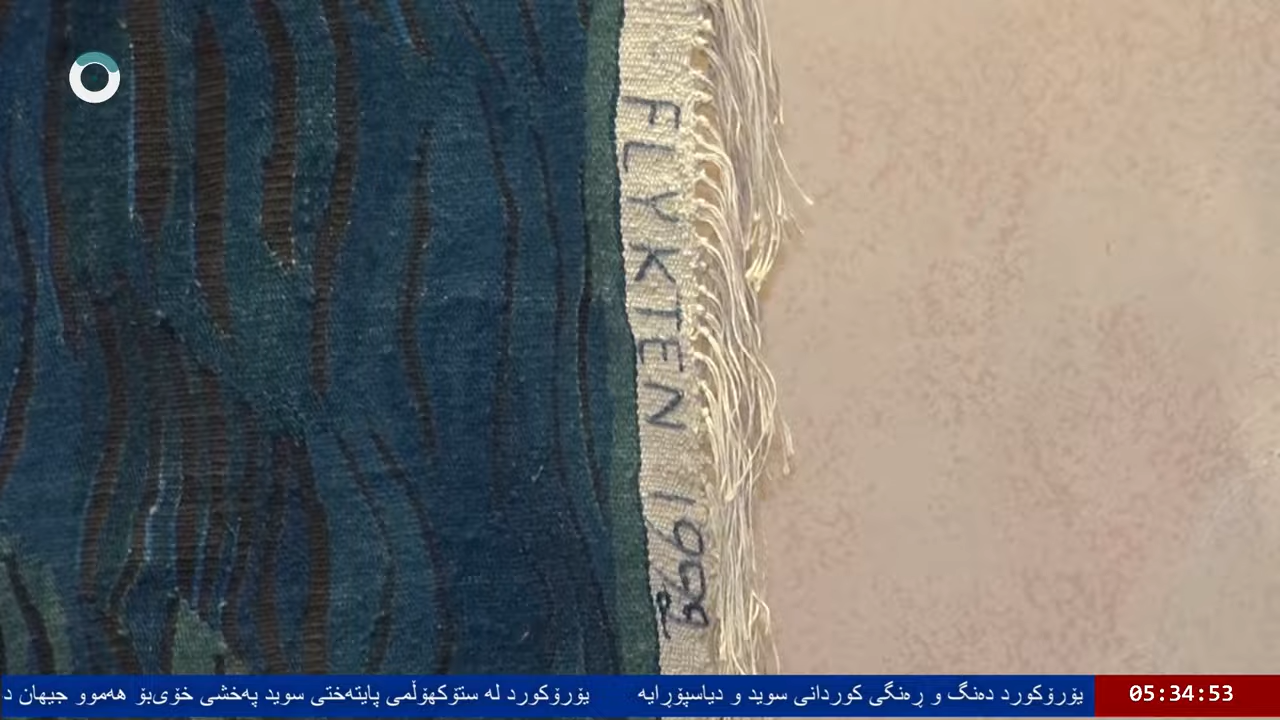 FLYKTEN 199
یۆرۆکورد دەنگ و ڕەنگی کوردانی سوید و دیاسپۆرایە
یۆرۆکورد لە ستۆکهۆڵمی پایتەختی سوید پەخشی خۆی‌بۆ هەموو جیهان د
05:34:53